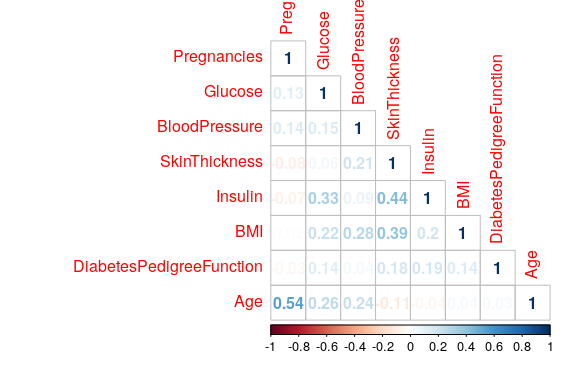 Preg
Glucose
BloodPressure
SkinThickness
Insulin
BMI
DiabetesPedigreeFunction
Age
Pregnancies 1
Glucose 0.13 1
BloodPressure 0.14 0.15 1
SkinThickness -0.08 0.06 0.21 1
Insulin -0.07 0.33 0.09 0.44 1
BMI 0.22 0.28 0.39 0.2 1
DiabetesPedigreeFunction -0.03 0.14 0.04 0.18 0.19 0.14 1
Age 0.54 0.26 0.24 -0.11 -0.04 0.04 0.03 1
-1 -0.8 -0.6 -0.4 -0.2 0 0.2 0.4 0.6 0.8 1